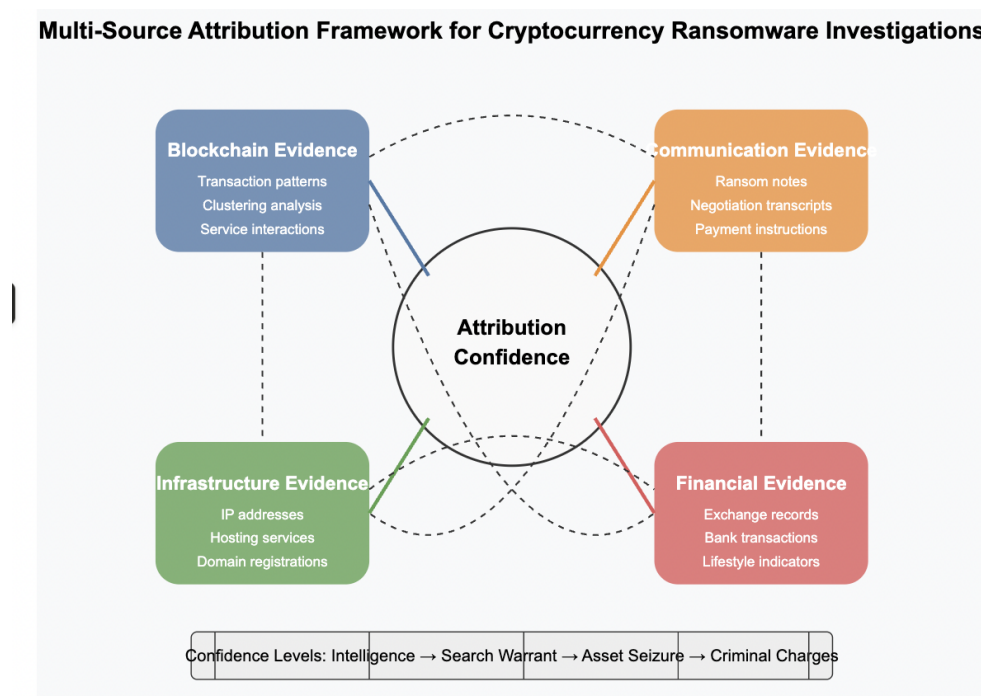 Multi-Source Attribution Framework for Cryptocurrency Ransomware Investigations
Blockchain Evidence
Transaction patterns
Clustering analysis
Service interactions
Communication Evidence
Ransom notes
Negotiation transcripts
Payment instructions
Attribution
Confidence
Infrastructure Evidence
IP addresses
Hosting services
Domain registrations
Financial Evidence
Exchange records
Bank transactions
Lifestyle indicators
Confidence Levels: Intelligence → Search Warrant → Asset Seizure → Criminal Charges